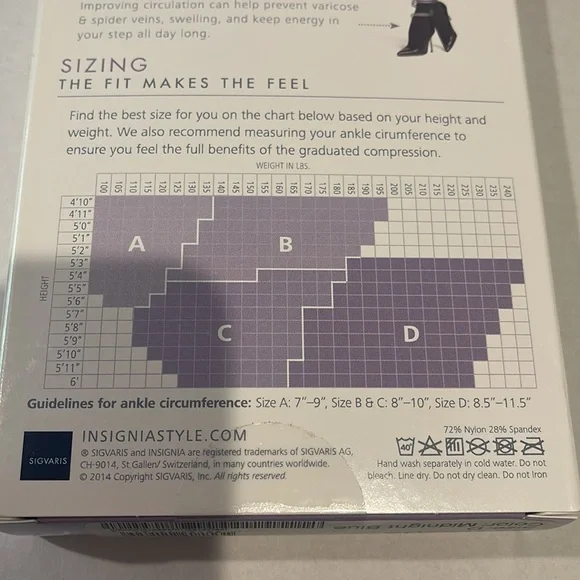 Improving circulation can help prevent varicose
& spider veins, swelling, and keep energy in
your step all day long.
SIZING
THE FIT MAKES THE FEEL
Find the best size for you on the chart below based on your height and
weight. We also recommend measuring your ankle cirumference to
ensure you feel the full benefits of the graduated compression.
WEIGHT IN LBS.
100 105 110 115 120 125 130 135 140 145 150 155 160 165 170 175 180 185 190 195 200 205 210 215 220 225 230 235 240
HEIGHT
4'10"
4'11"
5'0"
5'1"
5'2"
5'3"
5'4"
5'5"
5'6"
5'7"
5'8"
5'9"
5'10"
5'11"
6'
A B
C D
Guidelines for ankle circumference: Size A: 7"–9", Size B & C: 8"–10", Size D: 8.5"–11.5"
SIGVARIS
INSIGNIASTYLE.COM
® SIGVARIS and INSIGNIA are registered trademarks of SIGVARIS AG,
CH-9014, St Gallen/ Switzerland, in many countries worldwide.
© 2014 Copyright SIGVARIS, Inc. All rights reserved.
72% Nylon 28% Spandex
40°
Hand wash separately in cold water. Do not
bleach. Line dry. Do not dry clean. Do not Iron
Color: Midnight Blue